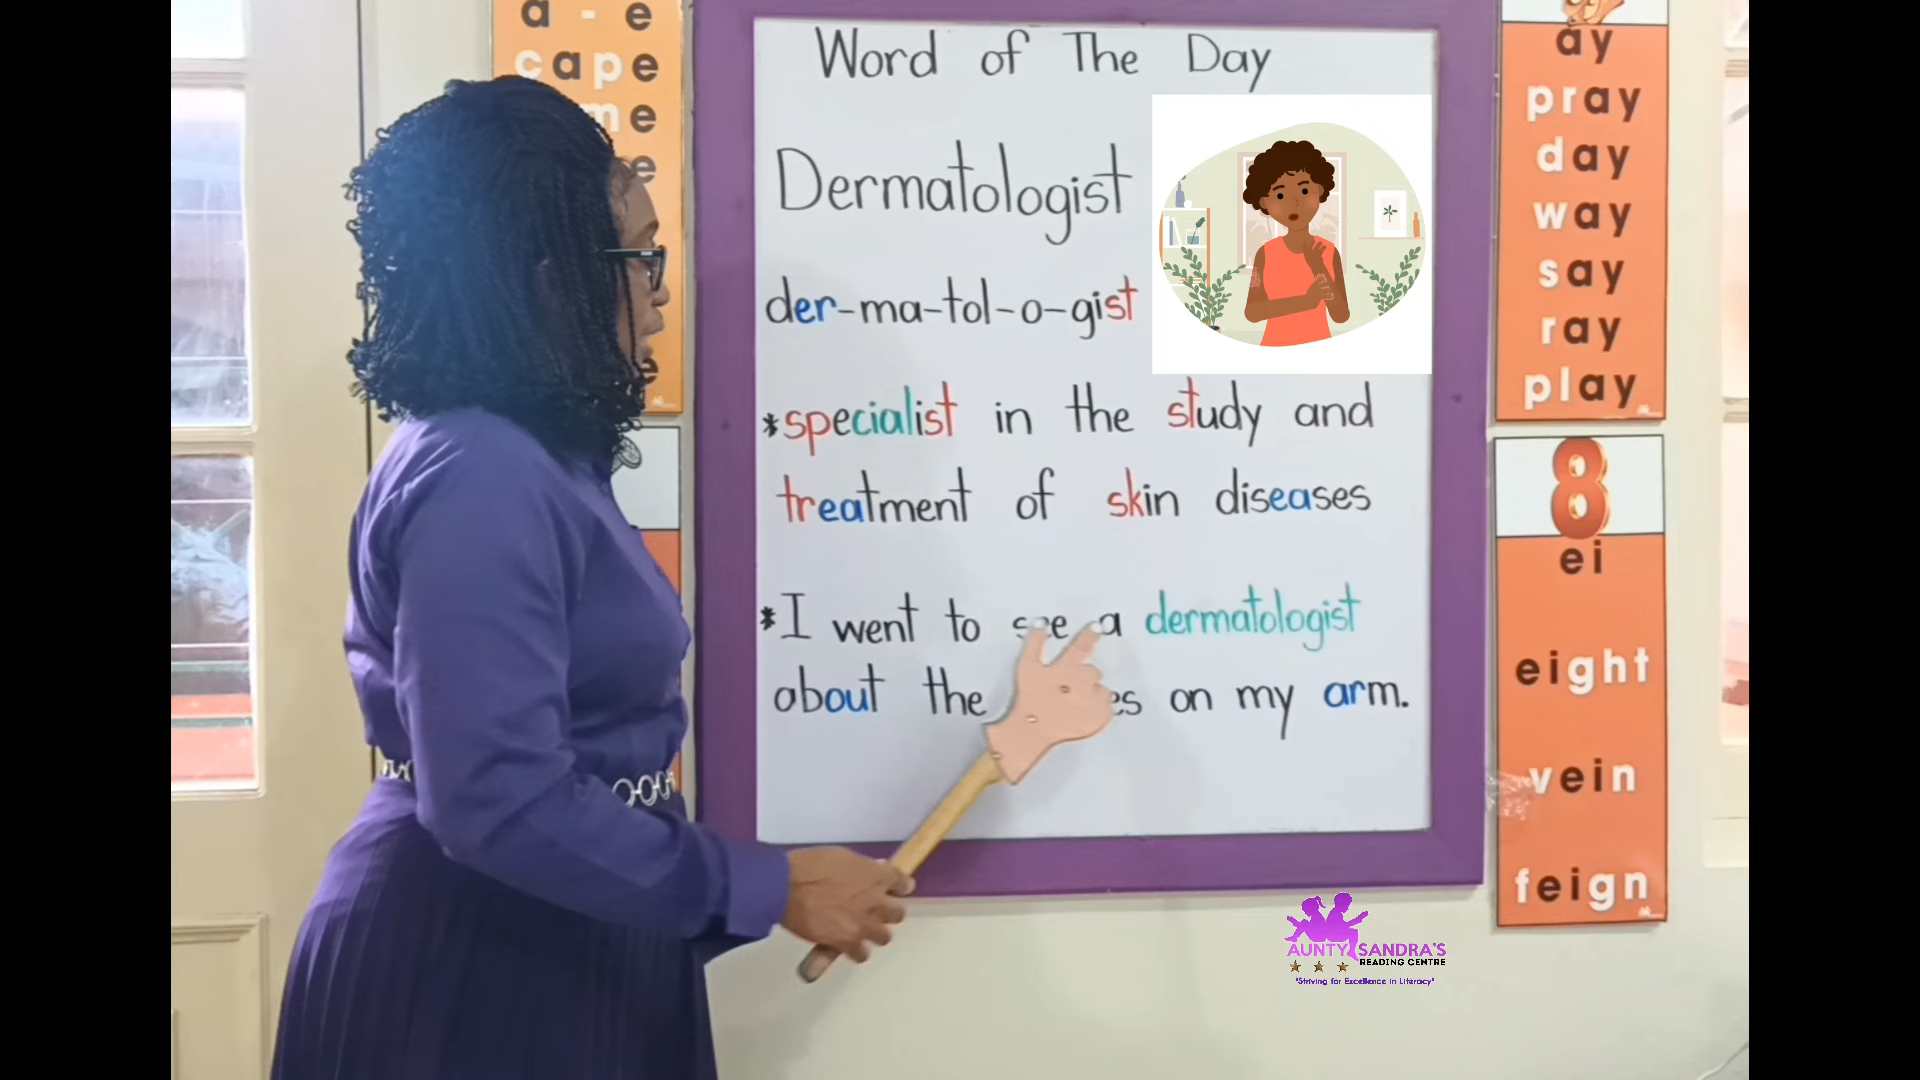 a - e
cape
me
e
e
Word of The Day
Dermatologist
der-ma-tol-o-gist
*specialist in the study and
treatment of skin diseases
*I went to see a dermatologist
about the on my arm.
ay
pray
day
way
say
ray
play
8
ei
eight
vein
feign
AUNTY SANDRA'S
READING CENTRE
"Striving for Excellence in Literacy"